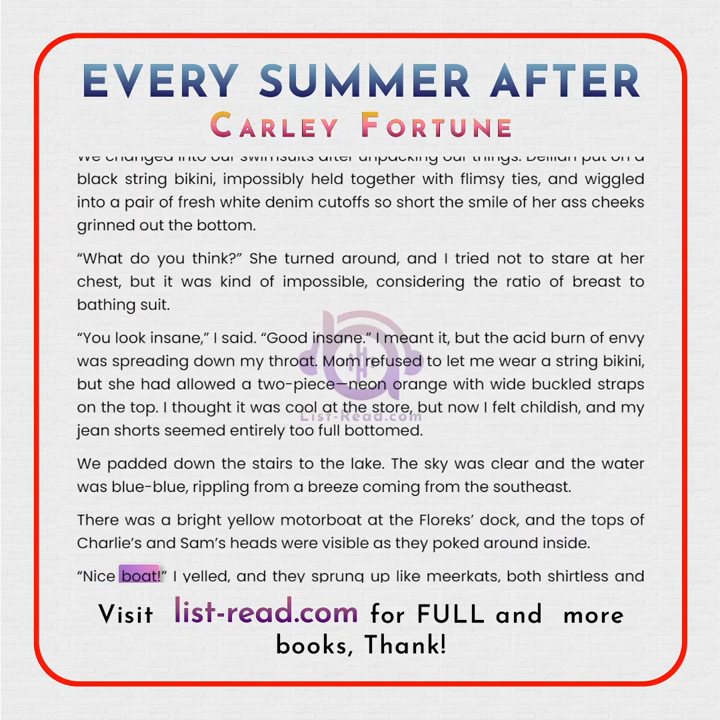 EVERY SUMMER AFTER
CARLEY FORTUNE
We changed into our swimsuits after unpacking our things. Delilah put on a
black string bikini, impossibly held together with flimsy ties, and wiggled
into a pair of fresh white denim cutoffs so short the smile of her ass cheeks
grinned out the bottom.
“What do you think?” She turned around, and I tried not to stare at her
chest, but it was kind of impossible, considering the ratio of breast to
bathing suit.
“You look insane,” I said. “Good insane.” I meant it, but the acid burn of envy
was spreading down my throat. Mom refused to let me wear a string bikini,
but she had allowed a two-piece—neon orange with wide buckled straps
on the top. I thought it was cool at the store, but now I felt childish, and my
List-Read.com
jean shorts seemed entirely too full bottomed.
We padded down the stairs to the lake. The sky was clear and the water
was blue-blue, rippling from a breeze coming from the southeast.
There was a bright yellow motorboat at the Floreks’ dock, and the tops of
Charlie’s and Sam’s heads were visible as they poked around inside.
“Nice boat!” I yelled, and they sprung up like meerkats, both shirtless and
Visit list-read.com for FULL and more
books, Thank!